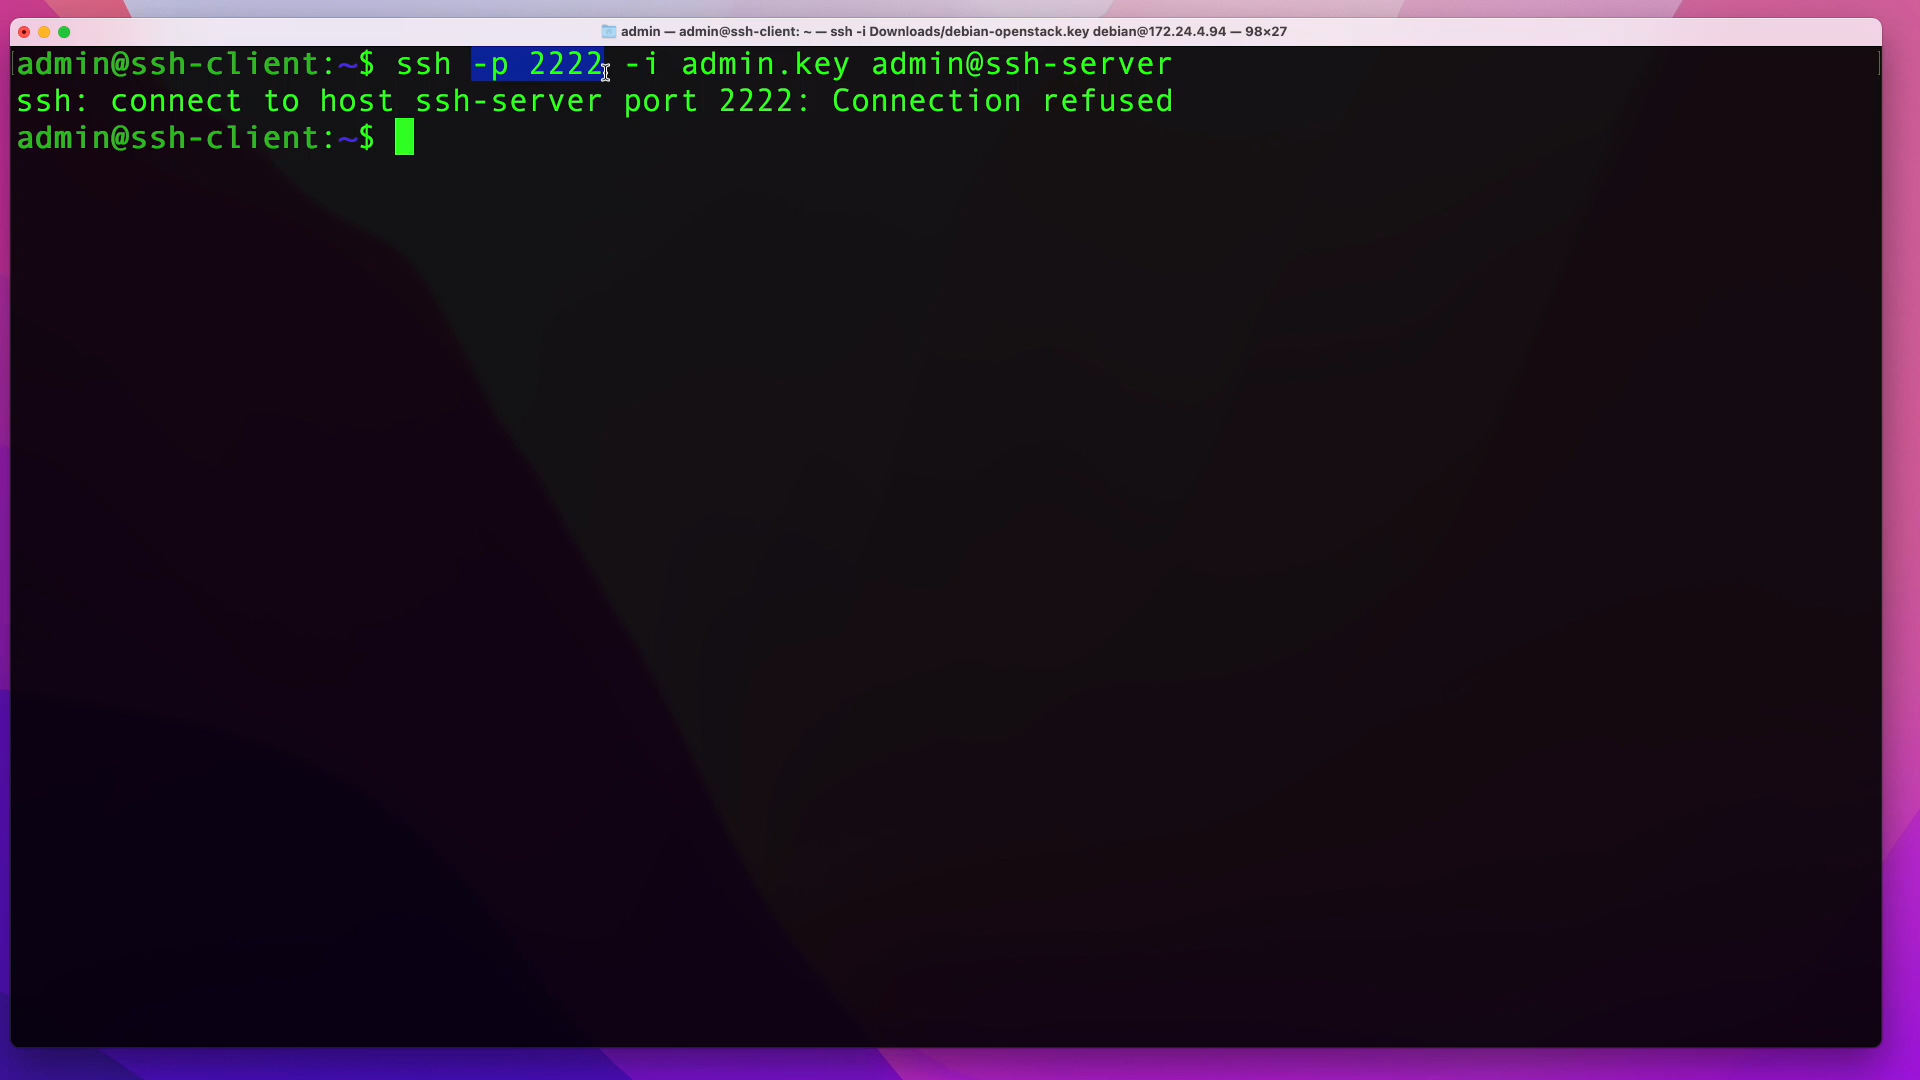 admin — admin@ssh-client: ~ — ssh -i Downloads/debian-openstack.key debian@172.24.4.94 — 98×27
admin@ssh-client:~$ ssh -p 2222 -i admin.key admin@ssh-server
ssh: connect to host ssh-server port 2222: Connection refused
admin@ssh-client:~$